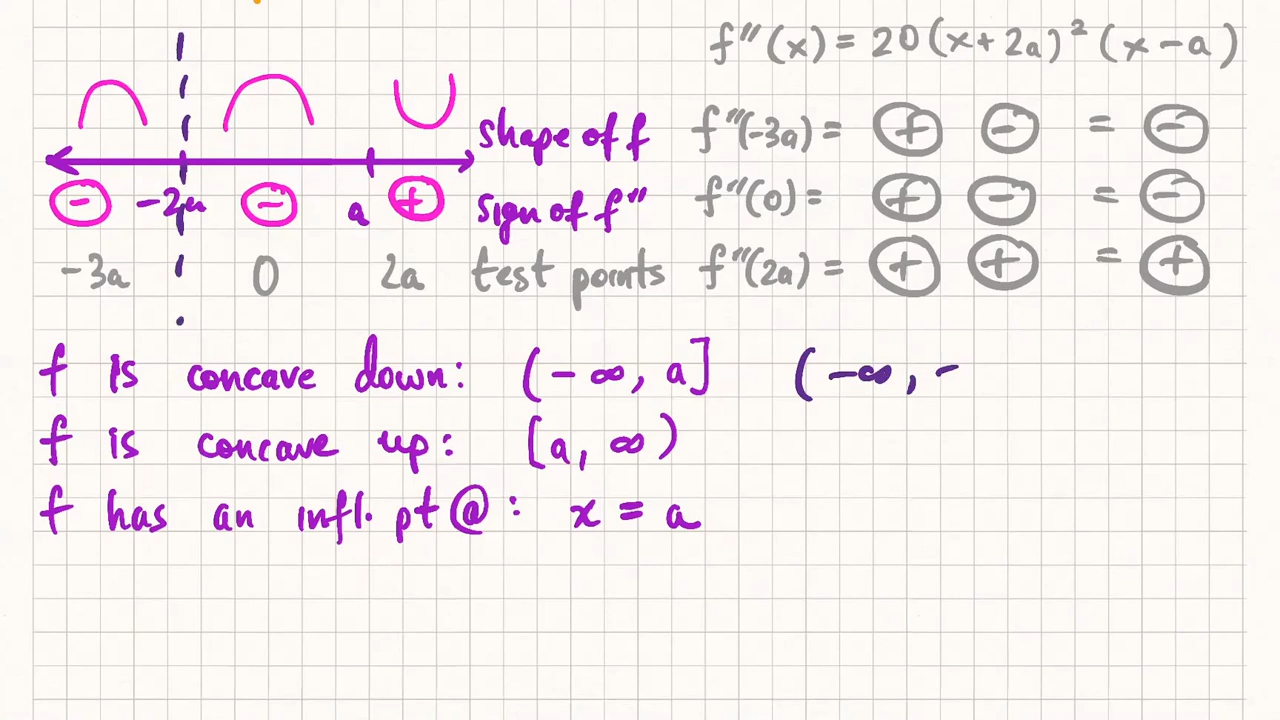 f''(x) = 20(x+2a)² (x-a)
shape of f f''(-3a) = + - = -
- -2a - a + sign of f'' f''(0) = + - = -
-3a 0 2a test points f''(2a) = + + = +
f is concave down: (-∞, a] (-∞, -
f is concave up: [a, ∞)
f has an infl. pt @: x = a